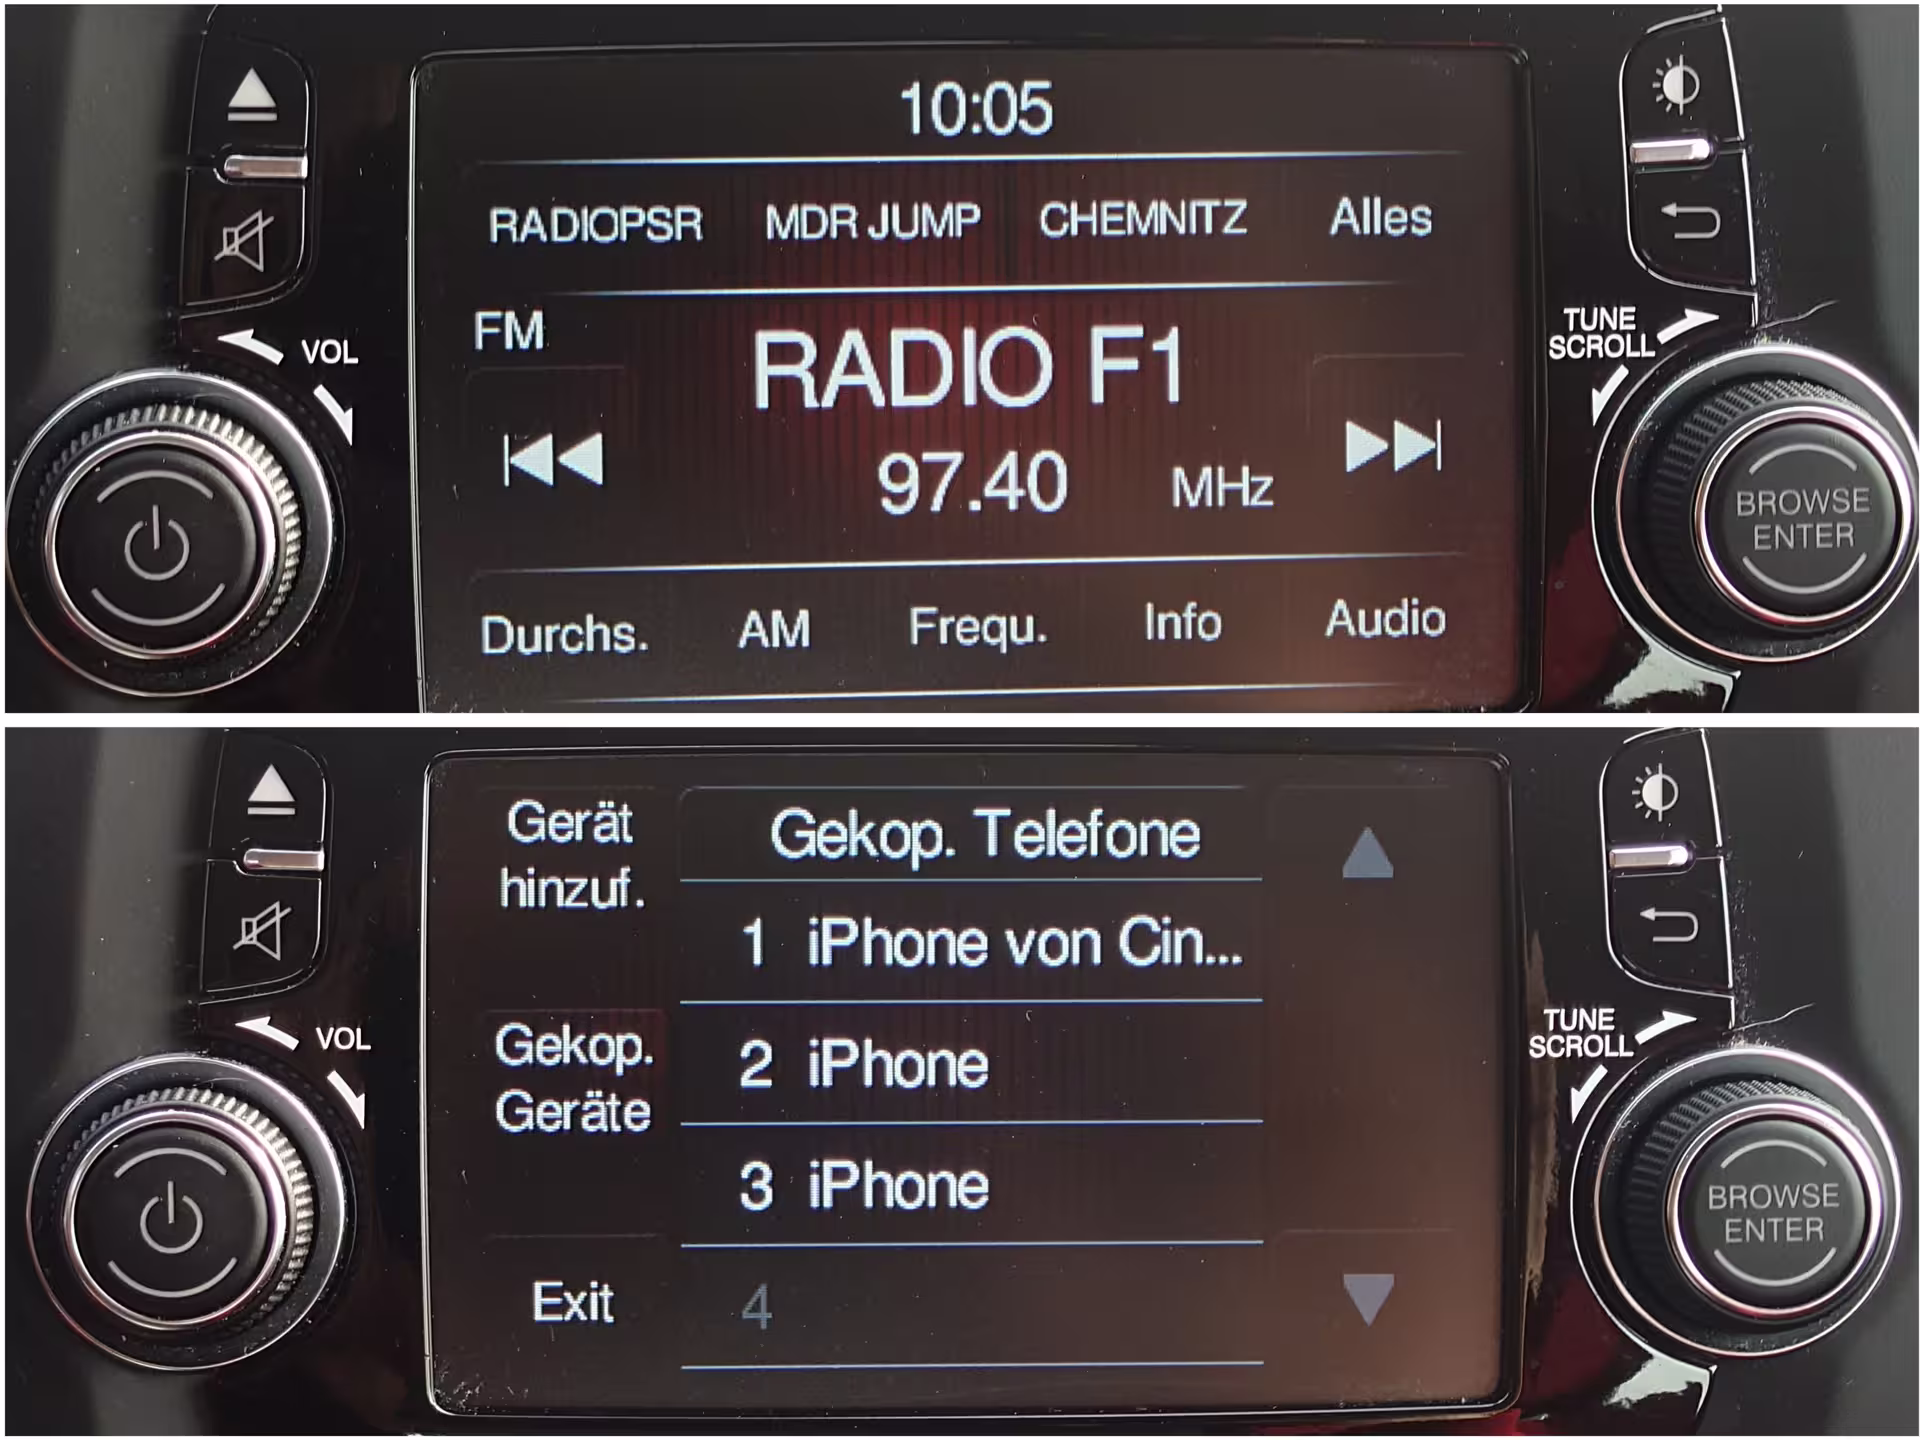 10:05
RADIOPSR MDR JUMP CHEMNITZ Alles
VOL
FM
RADIO F1
97.40 MHz
TUNE
SCROLL
BROWSE
ENTER
Durchs. AM Frequ. Info Audio
Gerät
hinzuf.
Gekop. Telefone
1 iPhone von Cin...
VOL
Gekop.
Geräte
2 iPhone
3 iPhone
Exit
4
TUNE
SCROLL
BROWSE
ENTER